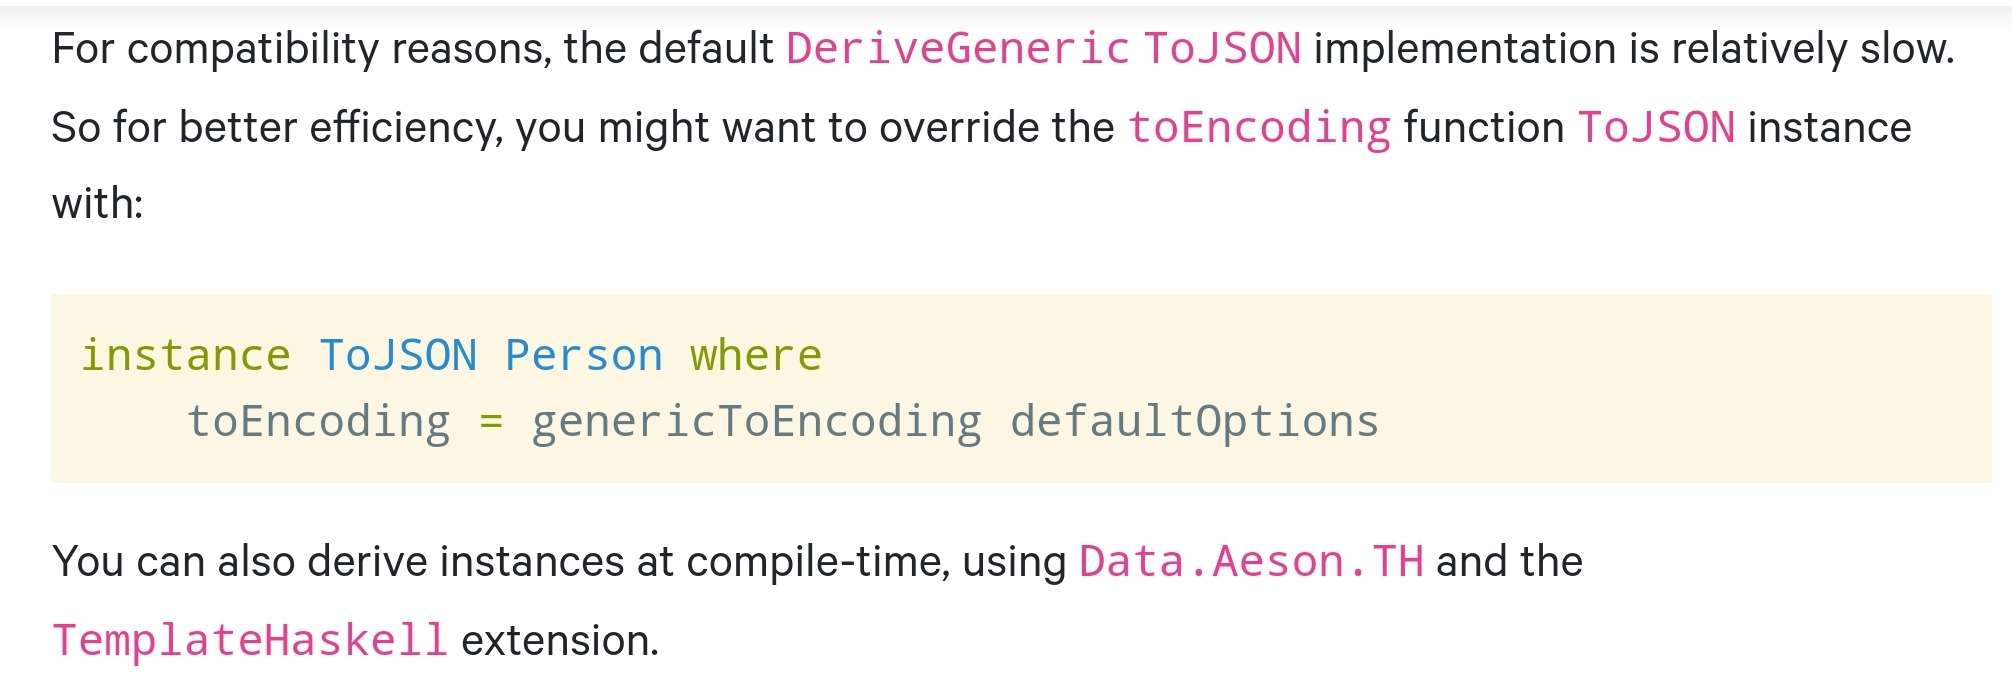 For compatibility reasons, the default DeriveGeneric ToJSON implementation is relatively slow.
So for better efficiency, you might want to override the toEncoding function ToJSON instance
with:
instance ToJSON Person where
    toEncoding = genericToEncoding defaultOptions
You can also derive instances at compile-time, using Data.Aeson.TH and the
TemplateHaskell extension.